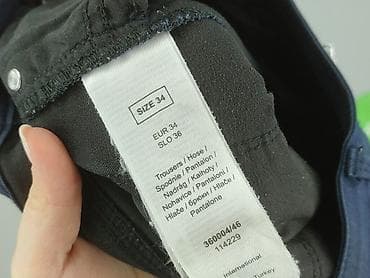 SIZE 34
EUR 34
SLO 36
Trousers / Hose /
Spodnie / Pantalon /
Nadrág / Kalhoty /
Nohavice / Pantaloni /
Hlače / брюки / Hlače /
Pantalone
360004/46
114229
International
Turkey